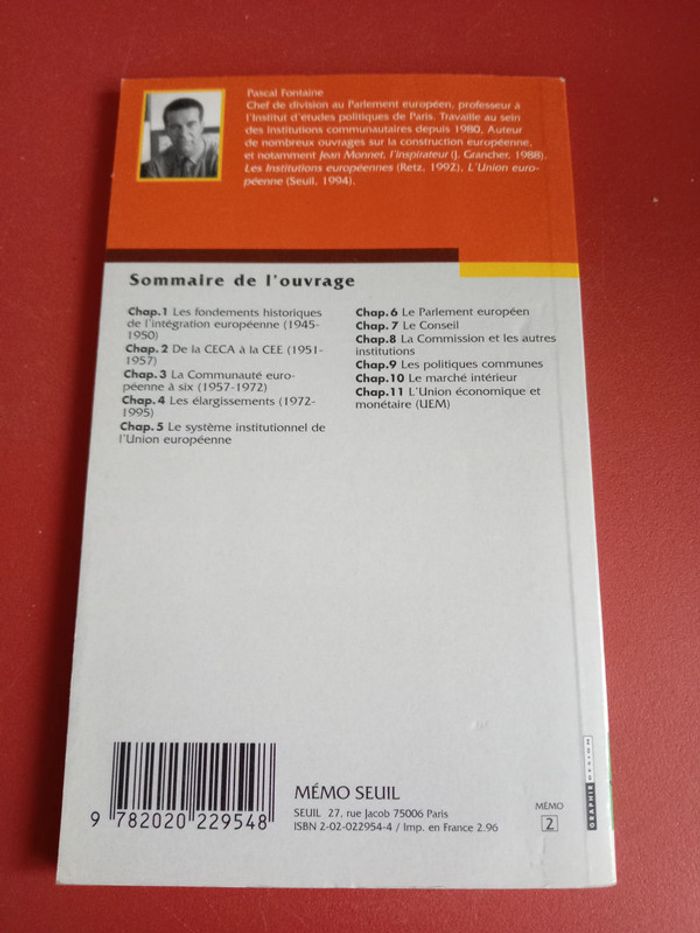 Pascal Fontaine
Chef de division au Parlement européen, professeur à
l'Institut d'études politiques de Paris. Travaille au sein
des institutions communautaires depuis 1980. Auteur
de nombreux ouvrages sur la construction européenne,
et notamment Jean Monnet, l'inspirateur (J. Grancher, 1988),
Les Institutions européennes (Retz, 1992), L'Union euro-
péenne (Seuil, 1994).
Sommaire de l'ouvrage
Chap.1 Les fondements historiques
de l'intégration européenne (1945-
1950)
Chap.2 De la CECA à la CEE (1951-
1957)
Chap.3 La Communauté euro-
péenne à six (1957-1972)
Chap.4 Les élargissements (1972-
1995)
Chap.5 Le système institutionnel de
l'Union européenne
Chap.6 Le Parlement européen
Chap.7 Le Conseil
Chap.8 La Commission et les autres
institutions
Chap.9 Les politiques communes
Chap.10 Le marché intérieur
Chap.11 L'Union économique et
monétaire (UEM)
9 782020 229548
MÉMO SEUIL
SEUIL 27, rue Jacob 75006 Paris
ISBN 2-02-022954-4 / Imp. en France 2.96
MÉMO
2
GRAPHIR DESIGN